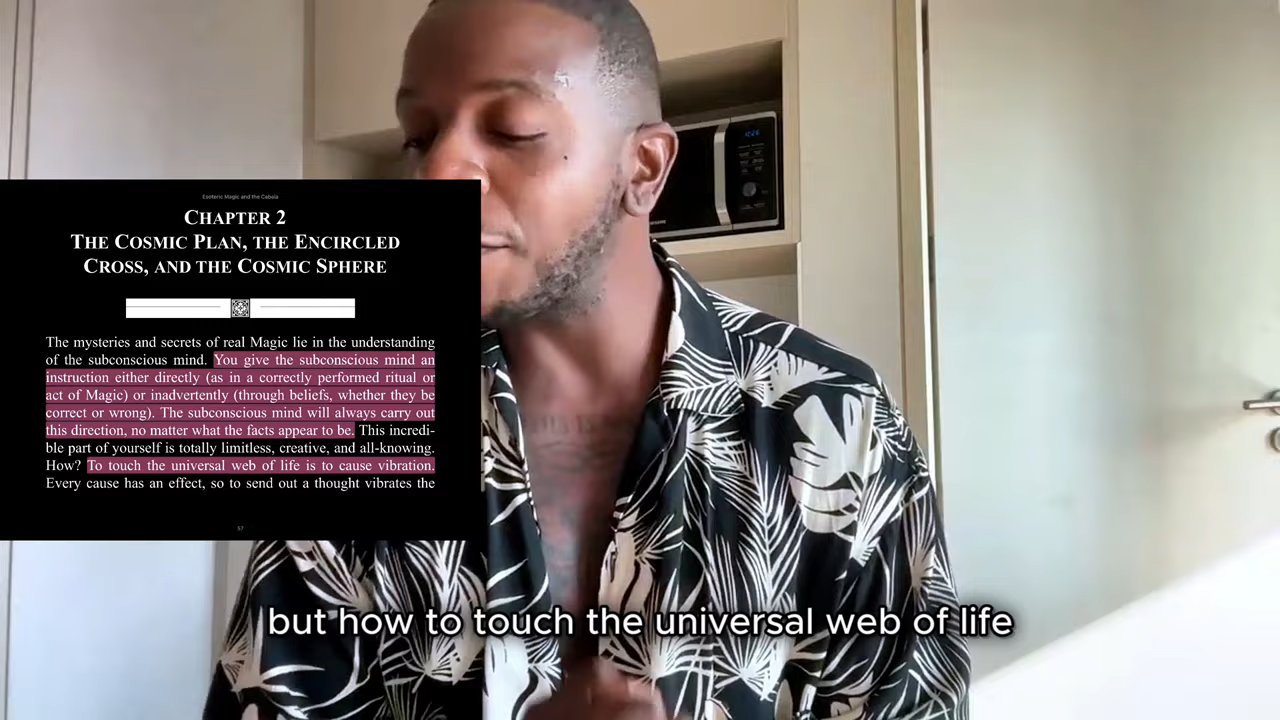 Esoteric Magic and the Cabala
CHAPTER 2
THE COSMIC PLAN, THE ENCIRCLED
CROSS, AND THE COSMIC SPHERE
The mysteries and secrets of real Magic lie in the understanding
of the subconscious mind. You give the subconscious mind an
instruction either directly (as in a correctly performed ritual or
act of Magic) or inadvertently (through beliefs, whether they be
correct or wrong). The subconscious mind will always carry out
this direction, no matter what the facts appear to be. This incredi-
ble part of yourself is totally limitless, creative, and all-knowing.
How? To touch the universal web of life is to cause vibration.
Every cause has an effect, so to send out a thought vibrates the
57
but how to touch the universal web of life